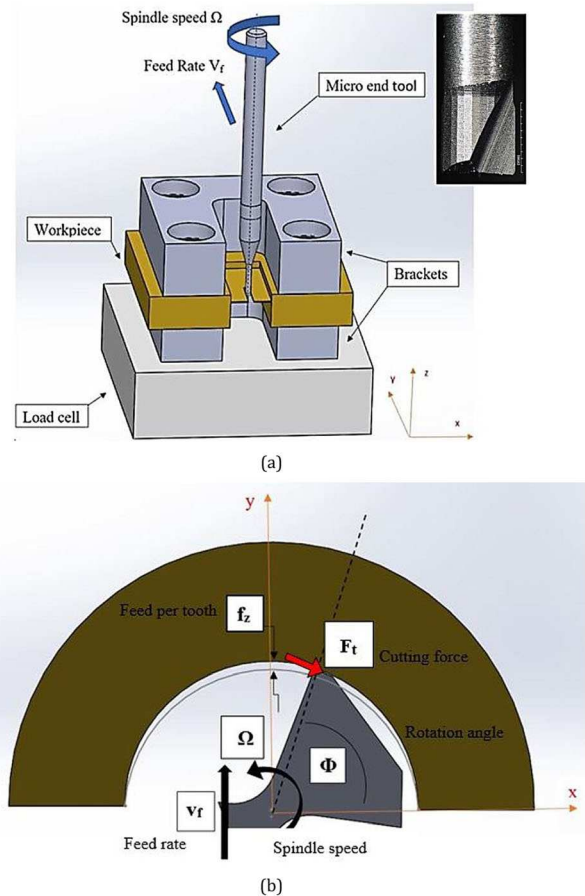 Spindle speed Ω
Feed Rate Vf
Micro end tool
Workpiece
Brackets
Load cell
z
y
x
(a)
y
Feed per tooth
fz
Ft
Cutting force
Rotation angle
Ω
Φ
vf
x
Feed rate
Spindle speed
(b)